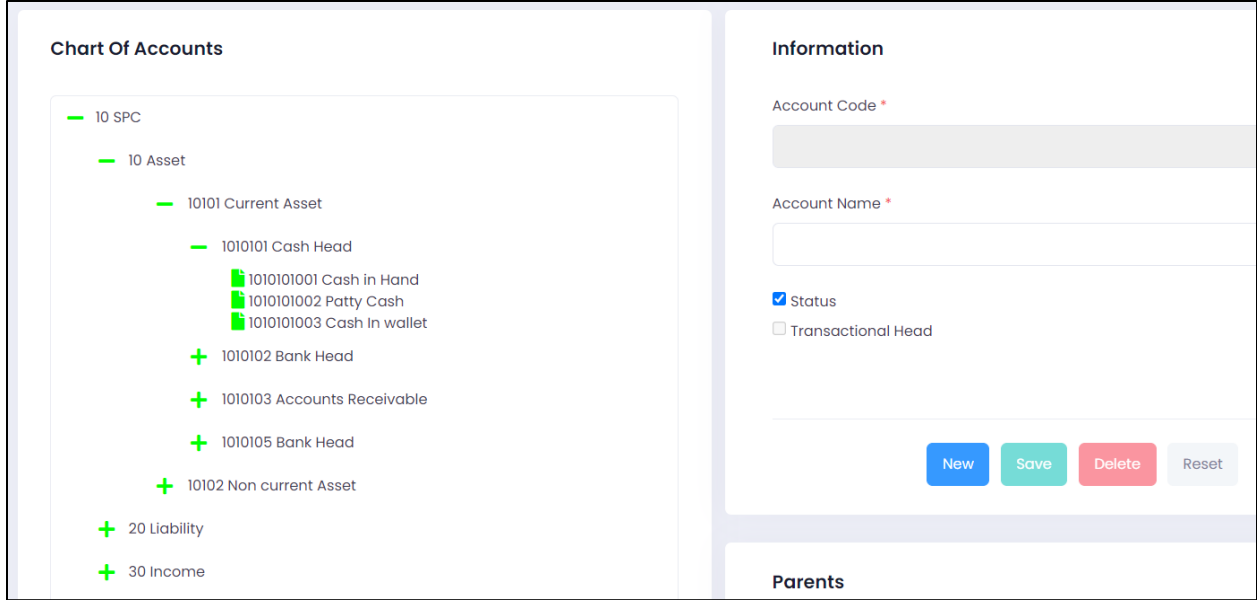 Chart Of Accounts
10 SPC
10 Asset
10101 Current Asset
1010101 Cash Head
1010101001 Cash in Hand
1010101002 Patty Cash
1010101003 Cash In wallet
1010102 Bank Head
1010103 Accounts Receivable
1010105 Bank Head
10102 Non current Asset
20 Liability
30 Income
Information
Account Code *
Account Name *
Status
Transactional Head
New Save Delete Reset
Parents